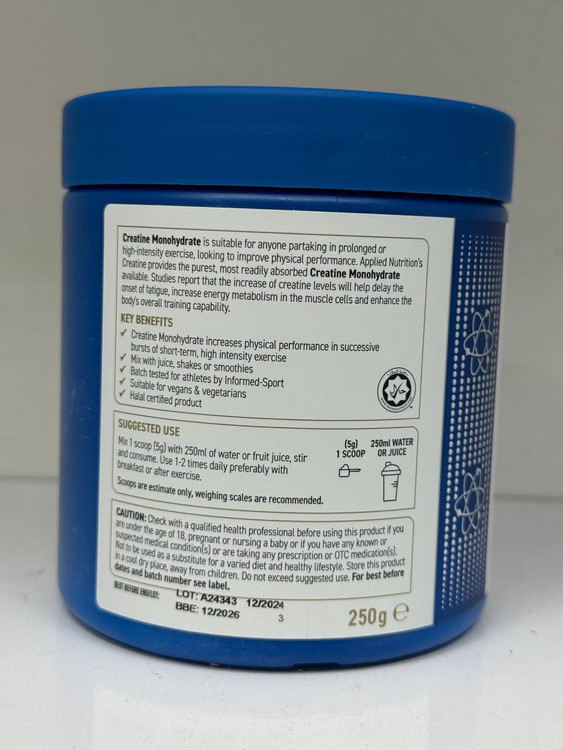 Creatine Monohydrate is suitable for anyone partaking in prolonged or
high-intensity exercise, looking to improve physical performance. Applied Nutrition's
Creatine provides the purest, most readily absorbed Creatine Monohydrate
available. Studies report that the increase of creatine levels will help delay the
onset of fatigue, increase energy metabolism in the muscle cells and enhance the
body's overall training capability.
KEY BENEFITS
✓ Creatine Monohydrate increases physical performance in successive
bursts of short-term, high intensity exercise
✓ Mix with juice, shakes or smoothies
✓ Batch tested for athletes by Informed-Sport
✓ Suitable for vegans & vegetarians
✓ Halal certified product
SUGGESTED USE
Mix 1 scoop (5g) with 250ml of water or fruit juice, stir
and consume. Use 1-2 times daily preferably with
breakfast or after exercise.
Scoops are estimate only, weighing scales are recommended.
(5g)
1 SCOOP
250ml WATER
OR JUICE
CAUTION: Check with a qualified health professional before using this product if you
are under the age of 18, pregnant or nursing a baby or if you have any known or
suspected medical condition(s) or are taking any prescription or OTC medication(s).
Not to be used as a substitute for a varied diet and healthy lifestyle. Store this product
in a cool dry place, away from children. Do not exceed suggested use. For best before
dates and batch number see label.
BEST BEFORE END/LOT:
LOT: A24343 12/2024
BBE: 12/2026
3
250g ℮